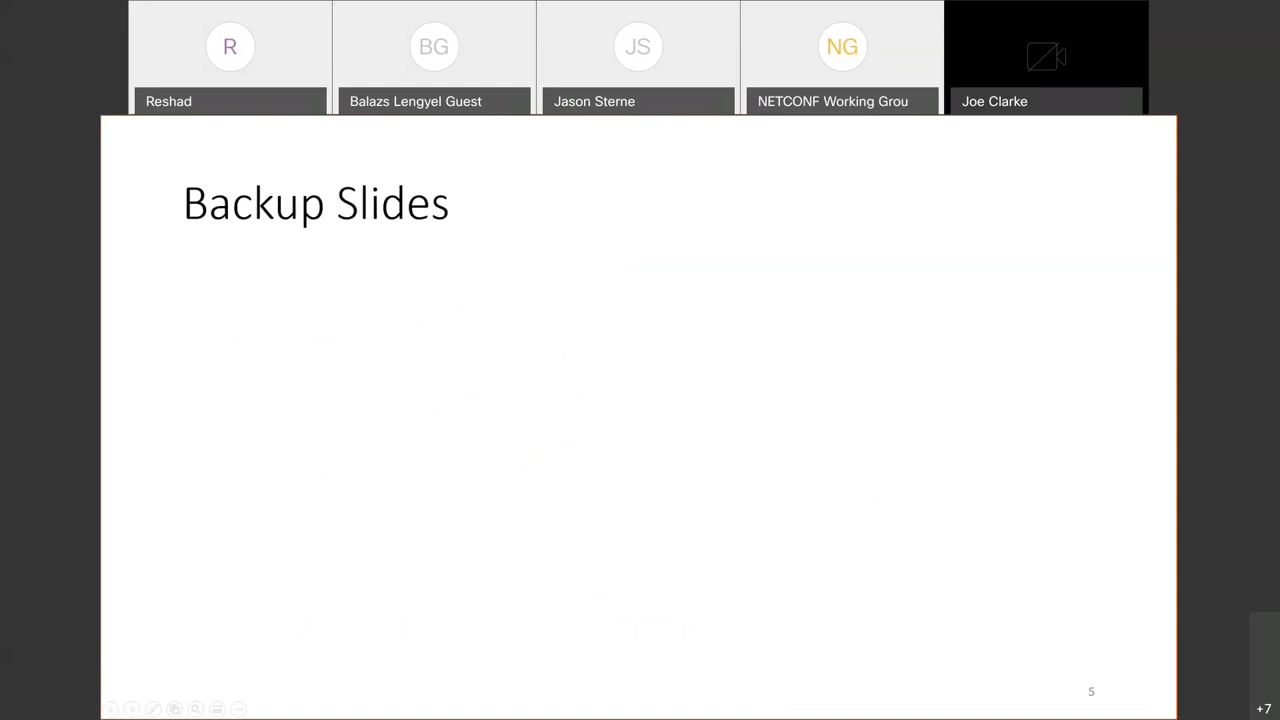 R
BG
JS
NG
Reshad
Balazs Lengyel Guest
Jason Sterne
NETCONF Working Grou
Joe Clarke
Backup Slides
5
+7